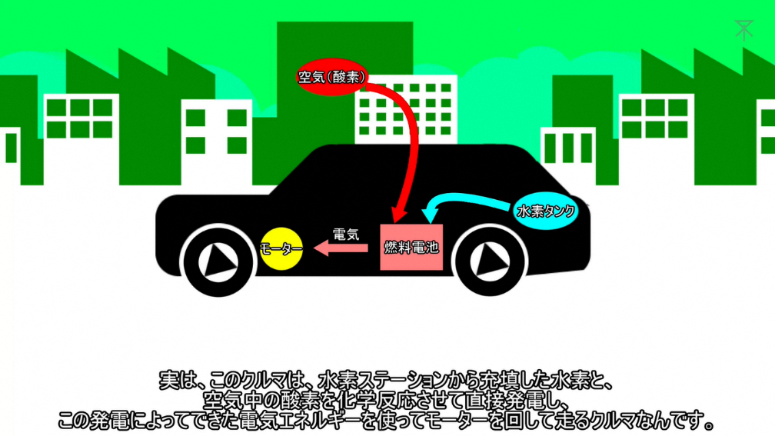 空気(酸素)
水素タンク
電気
モーター
燃料電池
実は、このクルマは、水素ステーションから充填した水素と、
空気中の酸素を化学反応させて直接発電し、
この発電によってできた電気エネルギーを使ってモーターを回して走るクルマなんです。